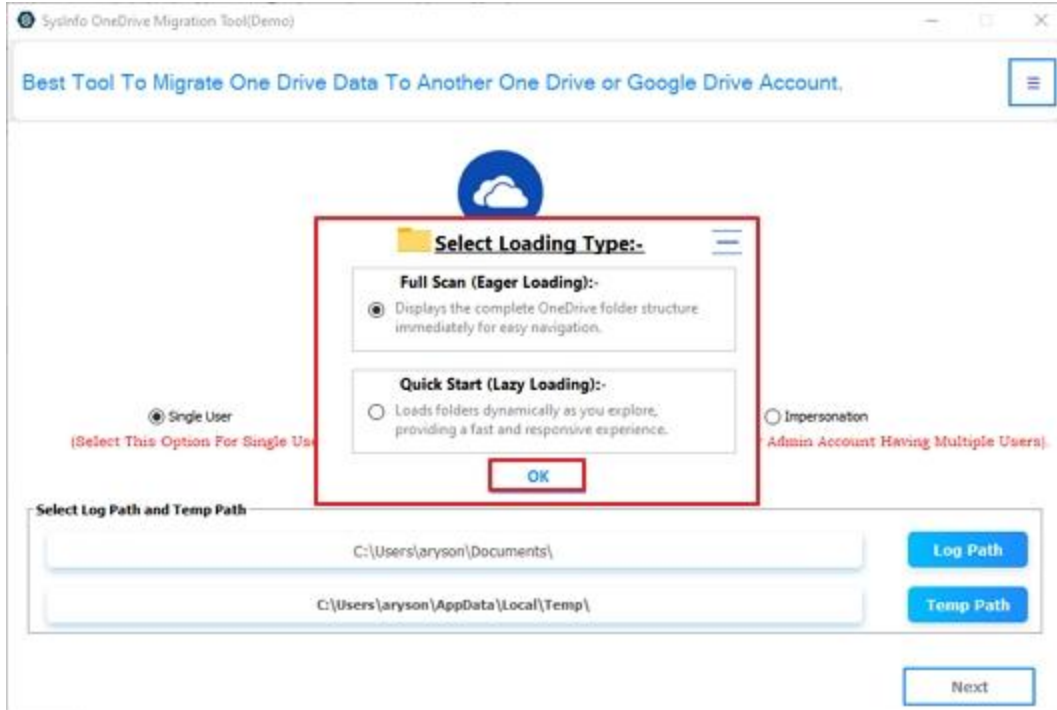 SysInfo OneDrive Migration Tool(Demo)
Best Tool To Migrate One Drive Data To Another One Drive or Google Drive Account.
Select Loading Type:-
Full Scan (Eager Loading):-
Displays the complete OneDrive folder structure
immediately for easy navigation.
Quick Start (Lazy Loading):-
Loads folders dynamically as you explore,
providing a fast and responsive experience.
OK
Single User
(Select This Option For Single
Impersonation
Admin Account Having Multiple Users).
Select Log Path and Temp Path
C:\Users\aryson\Documents\
Log Path
C:\Users\aryson\AppData\Local\Temp\
Temp Path
Next